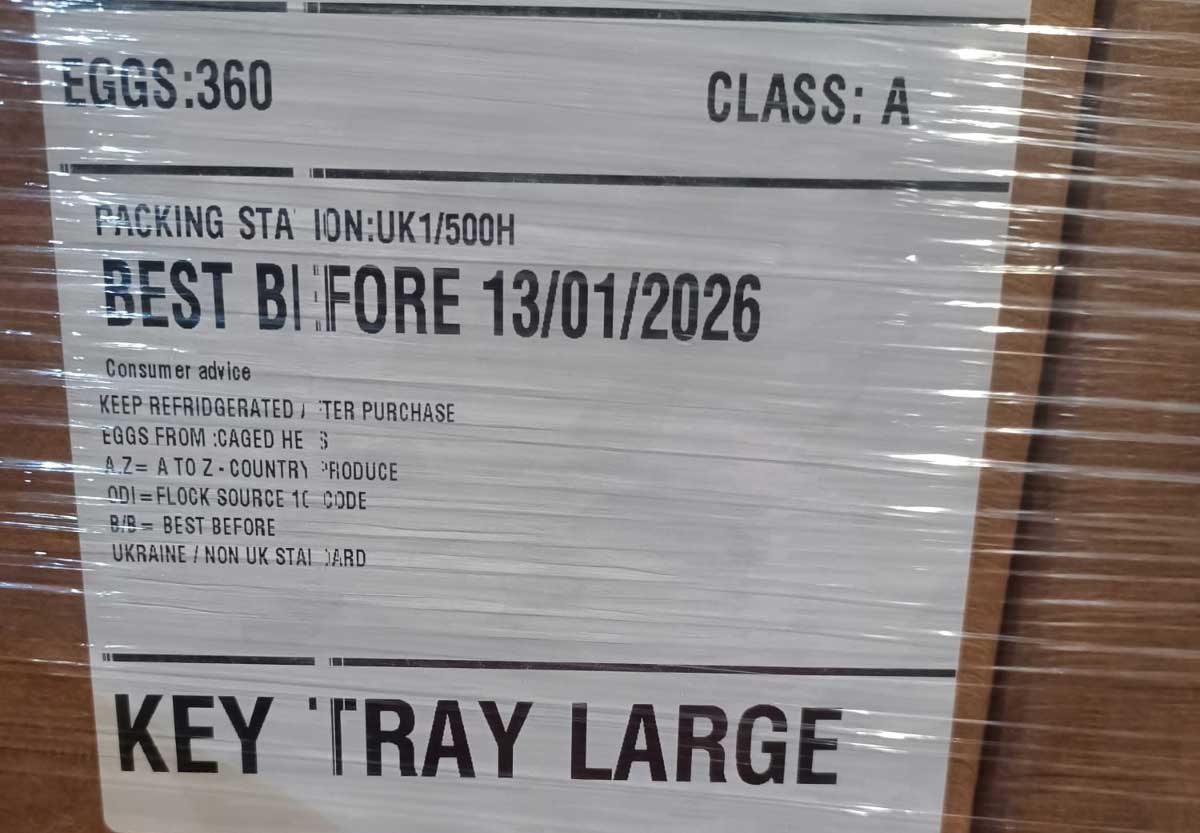 EGGS:360
CLASS: A
PACKING STATION:UK1/500H
BEST BEFORE 13/01/2026
Consumer advice
KEEP REFRIDGERATED AFTER PURCHASE
EGGS FROM :CAGED HENS
A.Z= A TO Z - COUNTRY PRODUCE
ODI=FLOCK SOURCE CODE
B/B= BEST BEFORE
UKRAINE / NON UK STANDARD
KEY TRAY LARGE